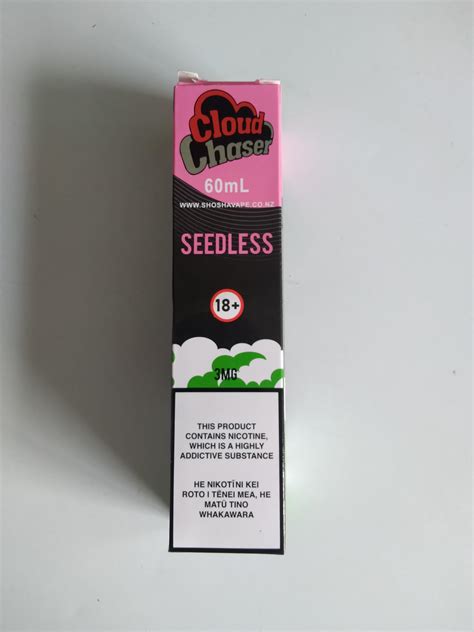 Cloud
Chaser
60mL
WWW.SHOSHAVAPE.CO.NZ
SEEDLESS
18+
3MG
THIS PRODUCT
CONTAINS NICOTINE,
WHICH IS A HIGHLY
ADDICTIVE SUBSTANCE
HE NIKOTĪNI KEI
ROTO I TĒNEI MEA, HE
MATŪ TINO
WHAKAWARA